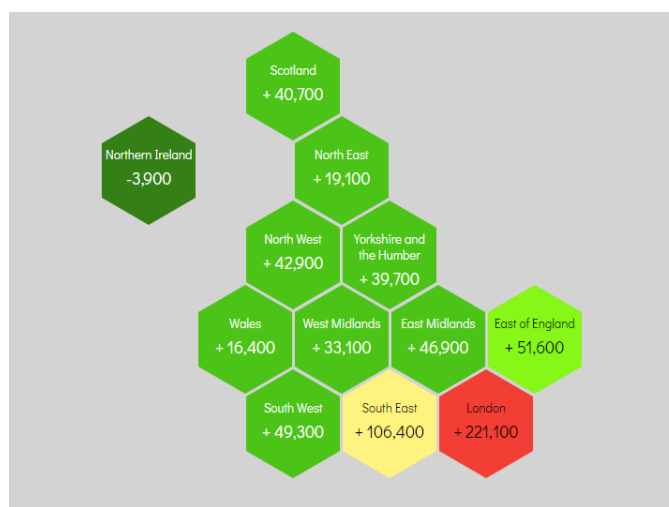 Scotland
+ 40,700
Northern Ireland
-3,900
North East
+ 19,100
North West
+ 42,900
Yorkshire and
the Humber
+ 39,700
Wales
+ 16,400
West Midlands
+ 33,100
East Midlands
+ 46,900
East of England
+ 51,600
South West
+ 49,300
South East
+ 106,400
London
+ 221,100